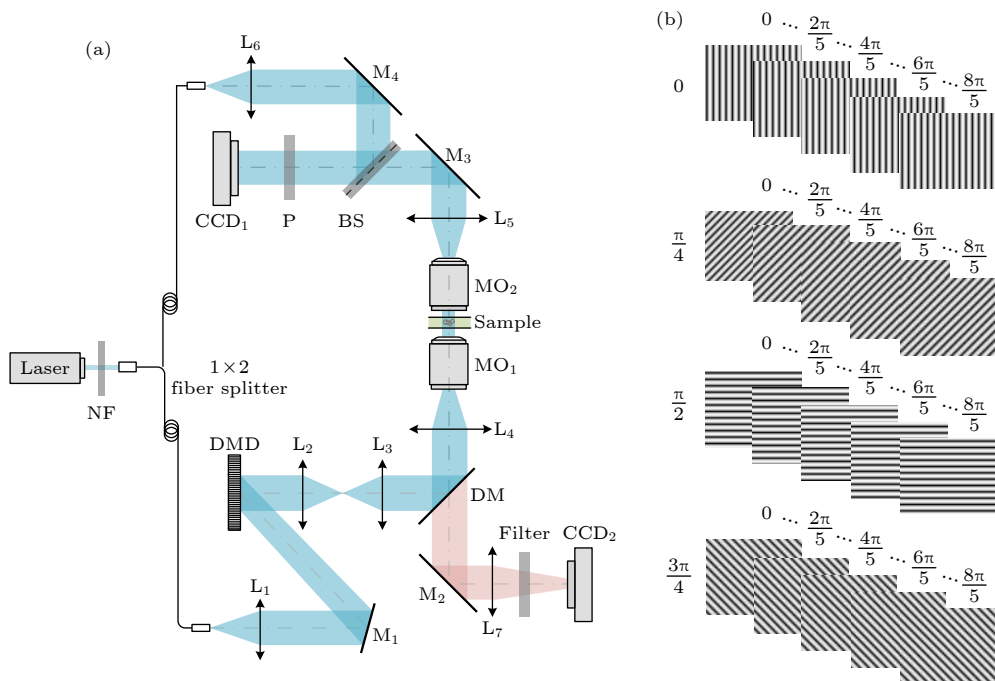 (a)
L₆
M₄
M₃
CCD₁
P
BS
L₅
MO₂
Sample
MO₁
Laser
NF
1×2
fiber splitter
L₄
DMD
L₂
L₃
DM
Filter
CCD₂
L₁
M₁
M₂
L₇
(b)
0
0 ... 2π/5 ... 4π/5 ... 6π/5 ... 8π/5
π/4
0 ... 2π/5 ... 4π/5 ... 6π/5 ... 8π/5
π/2
0 ... 2π/5 ... 4π/5 ... 6π/5 ... 8π/5
3π/4
0 ... 2π/5 ... 4π/5 ... 6π/5 ... 8π/5